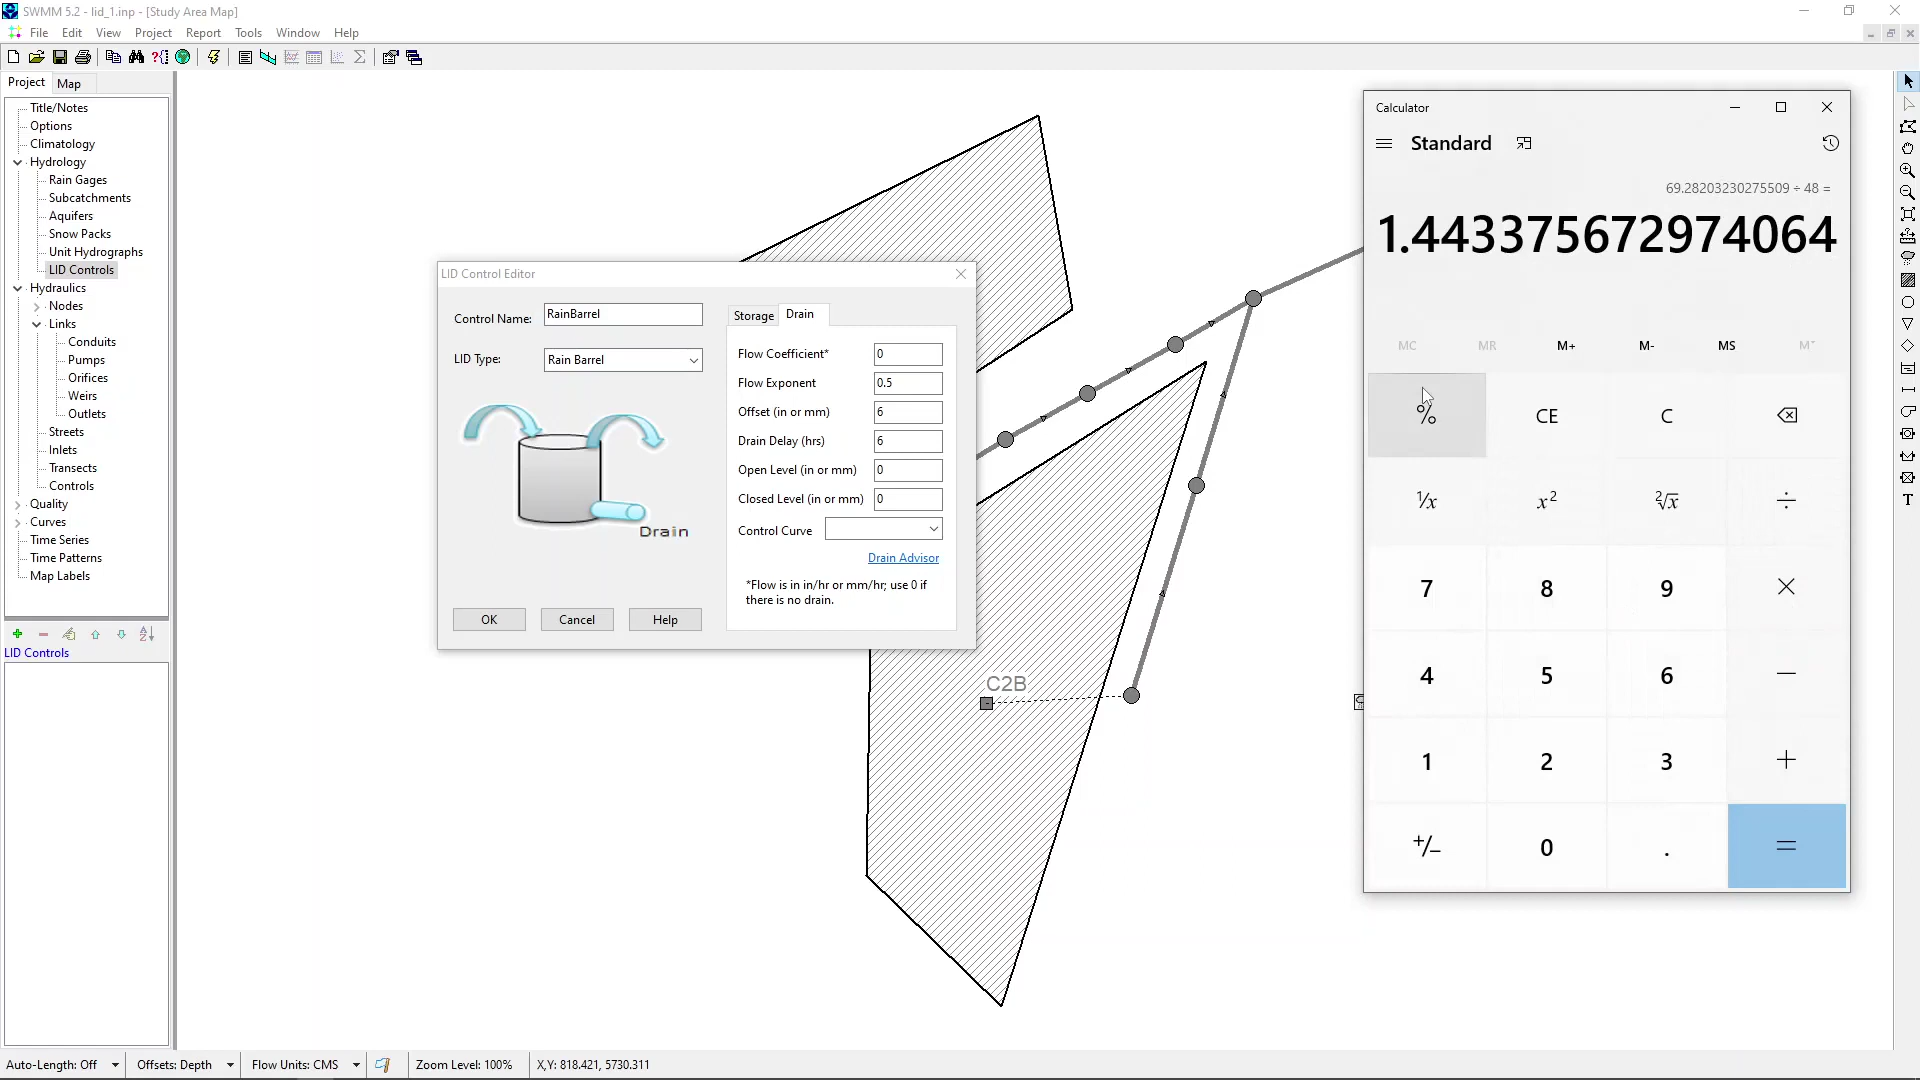 SWMM 5.2 - lid_1.inp - [Study Area Map]
File Edit View Project Report Tools Window Help
Project Map
Title/Notes
Options
Climatology
Hydrology
Rain Gages
Subcatchments
Aquifers
Snow Packs
Unit Hydrographs
LID Controls
Hydraulics
Nodes
Links
Conduits
Pumps
Orifices
Weirs
Outlets
Streets
Inlets
Transects
Controls
Quality
Curves
Time Series
Time Patterns
Map Labels
LID Controls
LID Control Editor
Control Name: RainBarrel
LID Type: Rain Barrel
Drain
OK Cancel Help
Storage Drain
Flow Coefficient* 0
Flow Exponent 0.5
Offset (in or mm) 6
Drain Delay (hrs) 6
Open Level (in or mm) 0
Closed Level (in or mm) 0
Control Curve
Drain Advisor
*Flow is in in/hr or mm/hr; use 0 if
there is no drain.
C2B
Calculator
Standard
69.28203230275509 ÷ 48 =
1.443375672974064
MC MR M+ M- MS M˅
% CE C
¹/x x² ²√x ÷
7 8 9 ×
4 5 6 −
1 2 3 +
+/− 0 . =
T
Auto-Length: Off Offsets: Depth Flow Units: CMS Zoom Level: 100% X,Y: 818.421, 5730.311